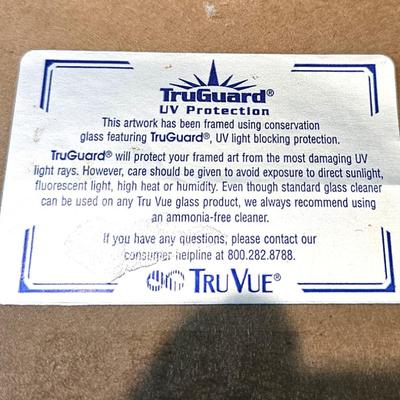 TruGuard®
UV Protection
This artwork has been framed using conservation
glass featuring TruGuard®, UV light blocking protection.
TruGuard® will protect your framed art from the most damaging UV
light rays. However, care should be given to avoid exposure to direct sunlight,
fluorescent light, high heat or humidity. Even though standard glass cleaner
can be used on any Tru Vue glass product, we always recommend using
an ammonia-free cleaner.
If you have any questions, please contact our
consumer helpline at 800.282.8788.
TRU VUE®